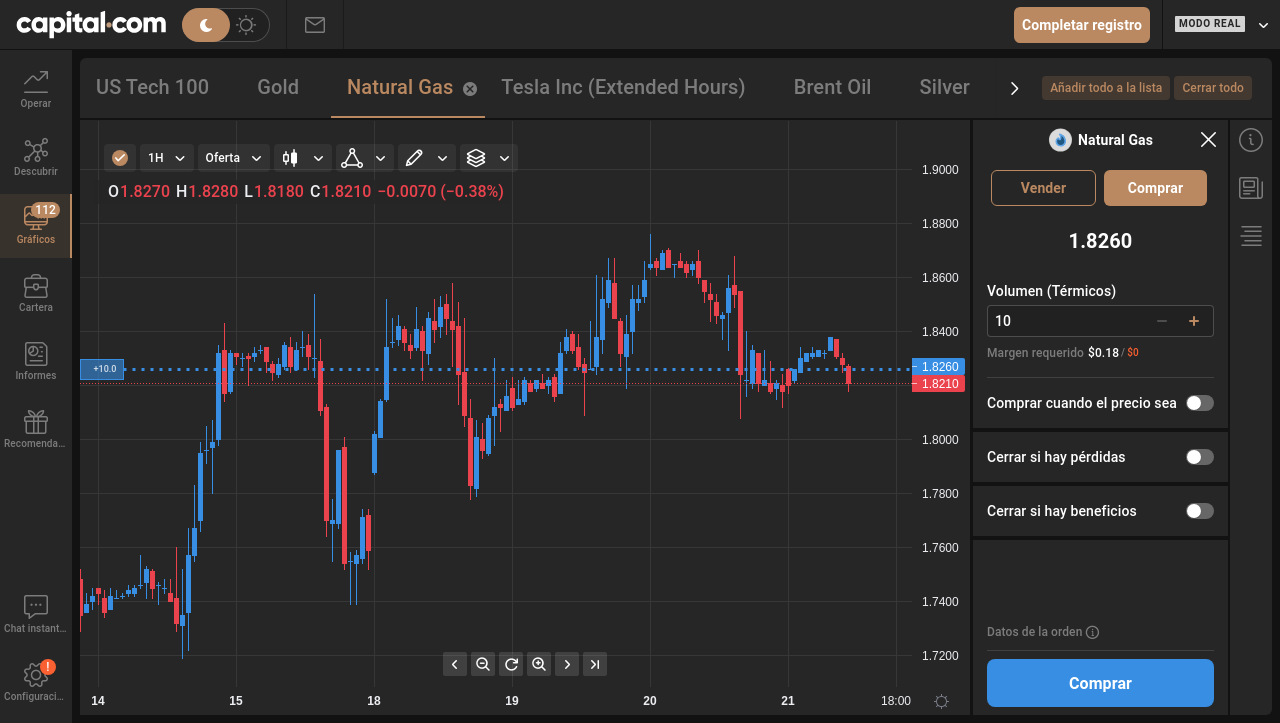 capital.com
Completar registro
MODO REAL
US Tech 100
Gold
Natural Gas
Tesla Inc (Extended Hours)
Brent Oil
Silver
Añadir todo a la lista
Cerrar todo
Operar
Descubrir
112
Gráficos
Cartera
Informes
Recomenda...
Chat instant...
!
Configuraci...
1H
Oferta
O1.8270 H1.8280 L1.8180 C1.8210 −0.0070 (−0.38%)
+10.0
1.9000
1.8800
1.8600
1.8400
1.8260
1.8210
1.8000
1.7800
1.7600
1.7400
1.7200
14
15
18
19
20
21
18:00
Natural Gas
Vender
Comprar
1.8260
Volumen (Térmicos)
10
Margen requerido $0.18 / $0
Comprar cuando el precio sea
Cerrar si hay pérdidas
Cerrar si hay beneficios
Datos de la orden
Comprar